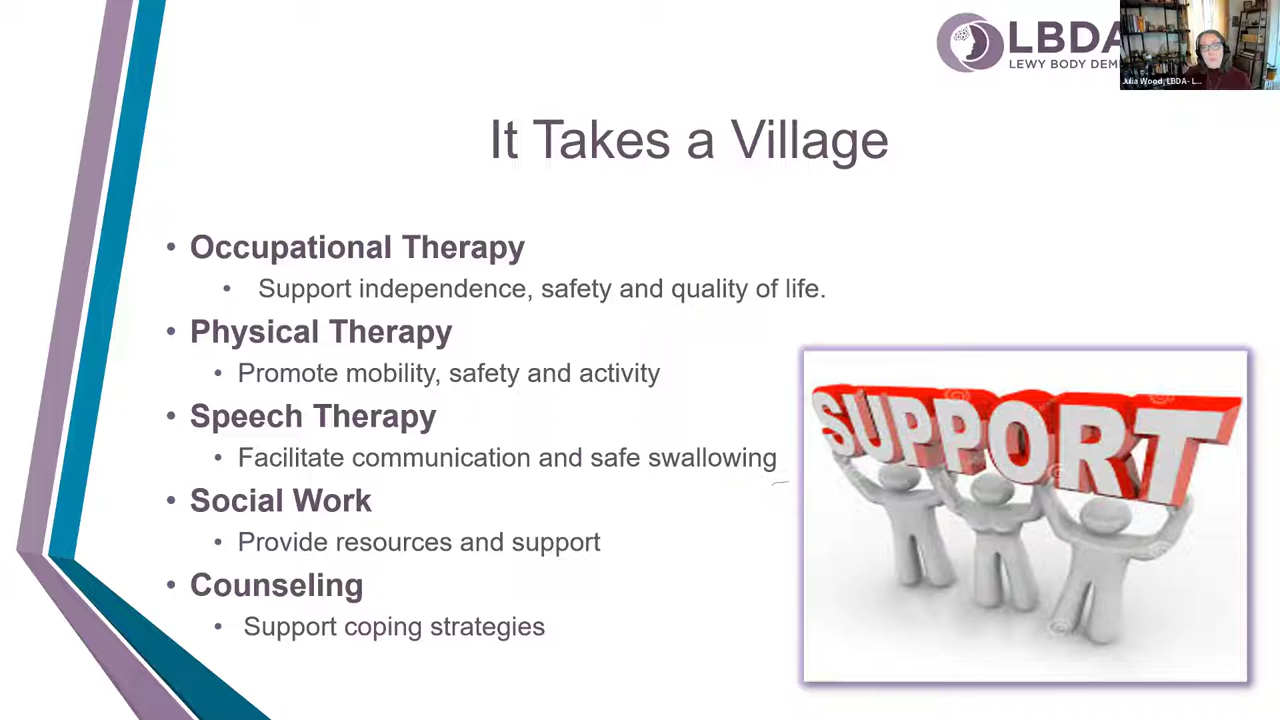 LBDA
LEWY BODY DEM
Julia Wood, LBDA- L...
It Takes a Village
• Occupational Therapy
• Support independence, safety and quality of life.
• Physical Therapy
• Promote mobility, safety and activity
• Speech Therapy
• Facilitate communication and safe swallowing
• Social Work
• Provide resources and support
• Counseling
• Support coping strategies
SUPPORT